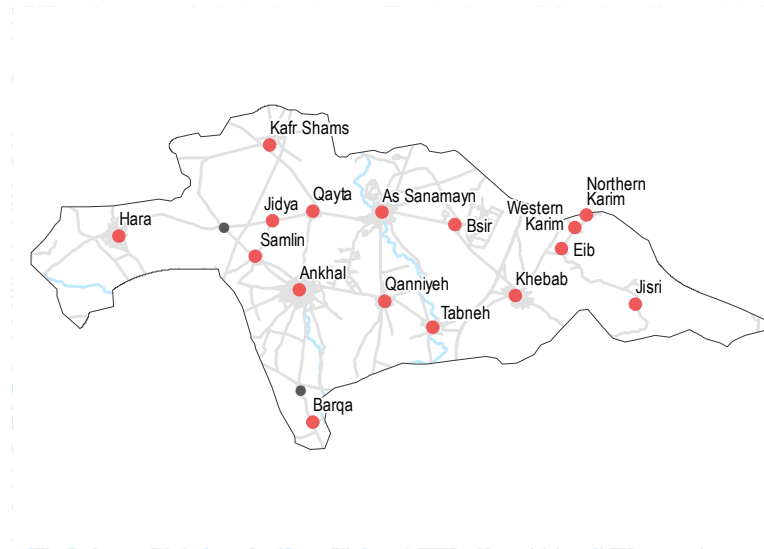 Kafr Shams
Northern
Karim
Jidya
Qayta
As Sanamayn
Western
Karim
Hara
Bsir
Samlin
Eib
Ankhal
Khebab
Jisri
Qanniyeh
Tabneh
Barqa